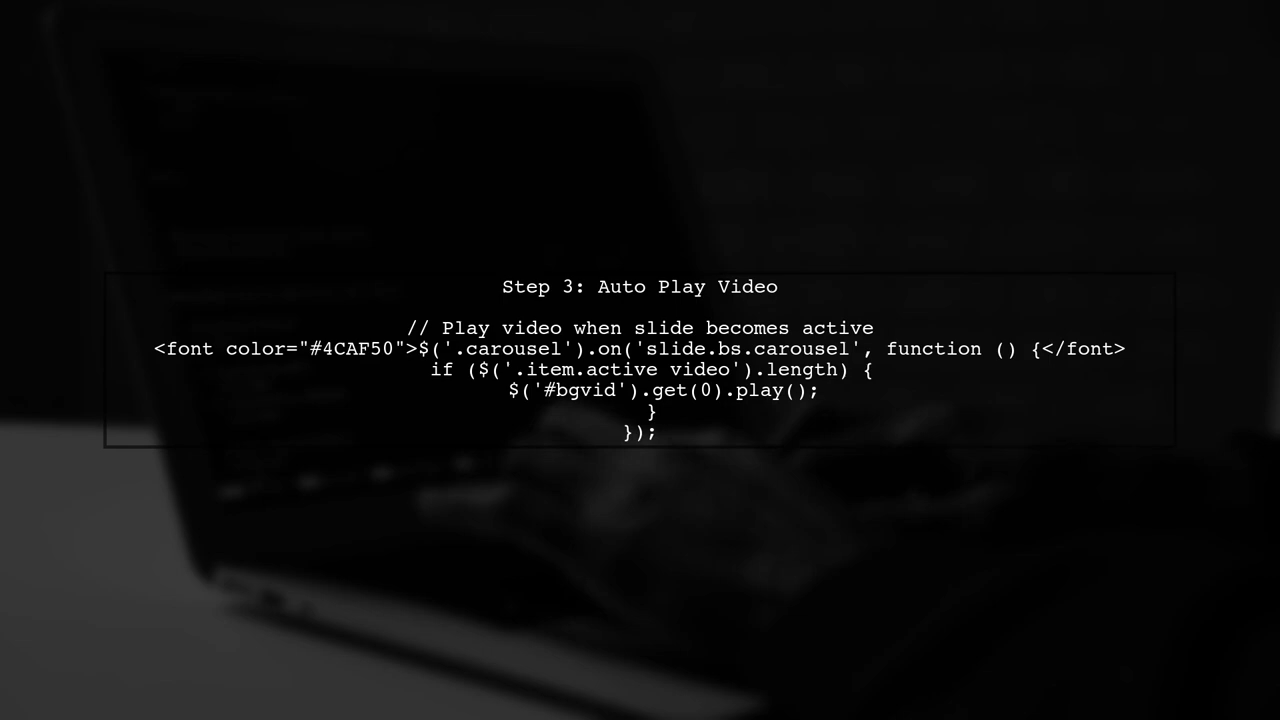 Step 3: Auto Play Video
// Play video when slide becomes active
<font color="#4CAF50">$('.carousel').on('slide.bs.carousel', function () {</font>
if ($('.item.active video').length) {
$('#bgvid').get(0).play();
}
});